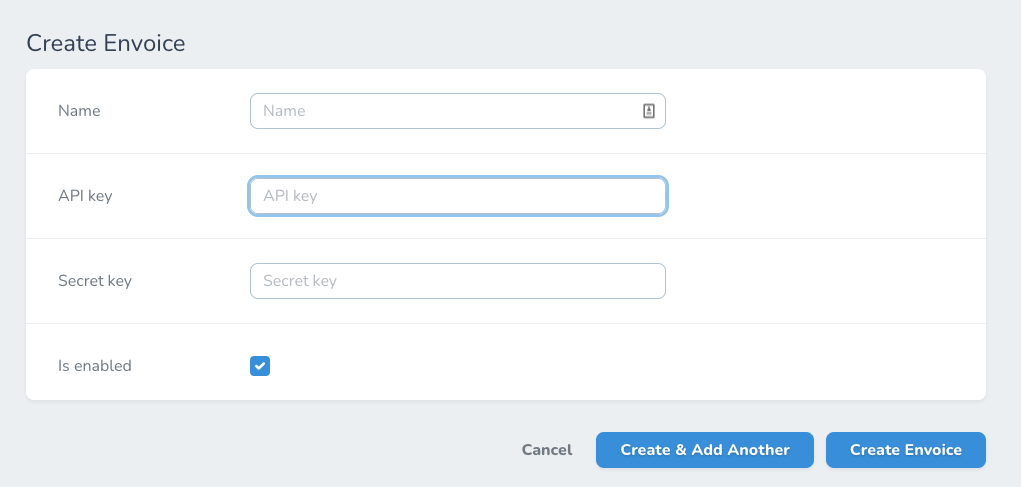 Create Envoice
Name Name
API key API key
Secret key Secret key
Is enabled
Cancel Create & Add Another Create Envoice